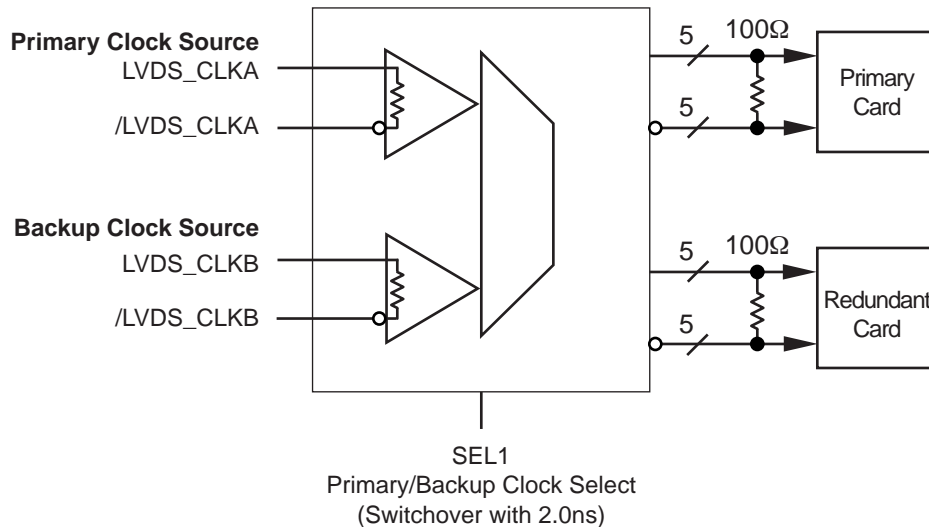 Primary Clock Source
LVDS_CLKA
/LVDS_CLKA
Backup Clock Source
LVDS_CLKB
/LVDS_CLKB
5
100Ω
5
Primary
Card
5
100Ω
5
Redundant
Card
SEL1
Primary/Backup Clock Select
(Switchover with 2.0ns)